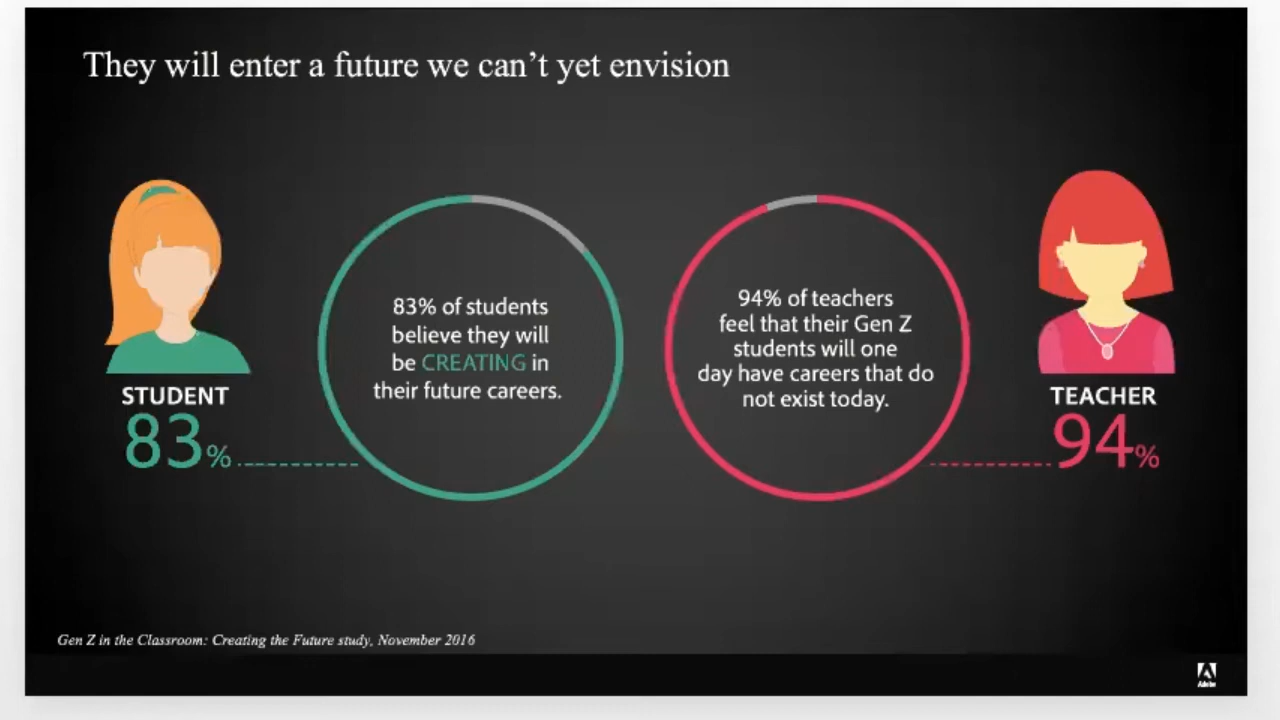 They will enter a future we can’t yet envision
83% of students
believe they will
be CREATING in
their future careers.
94% of teachers
feel that their Gen Z
students will one
day have careers that do
not exist today.
STUDENT
83%
TEACHER
94%
Gen Z in the Classroom: Creating the Future study, November 2016
Adobe